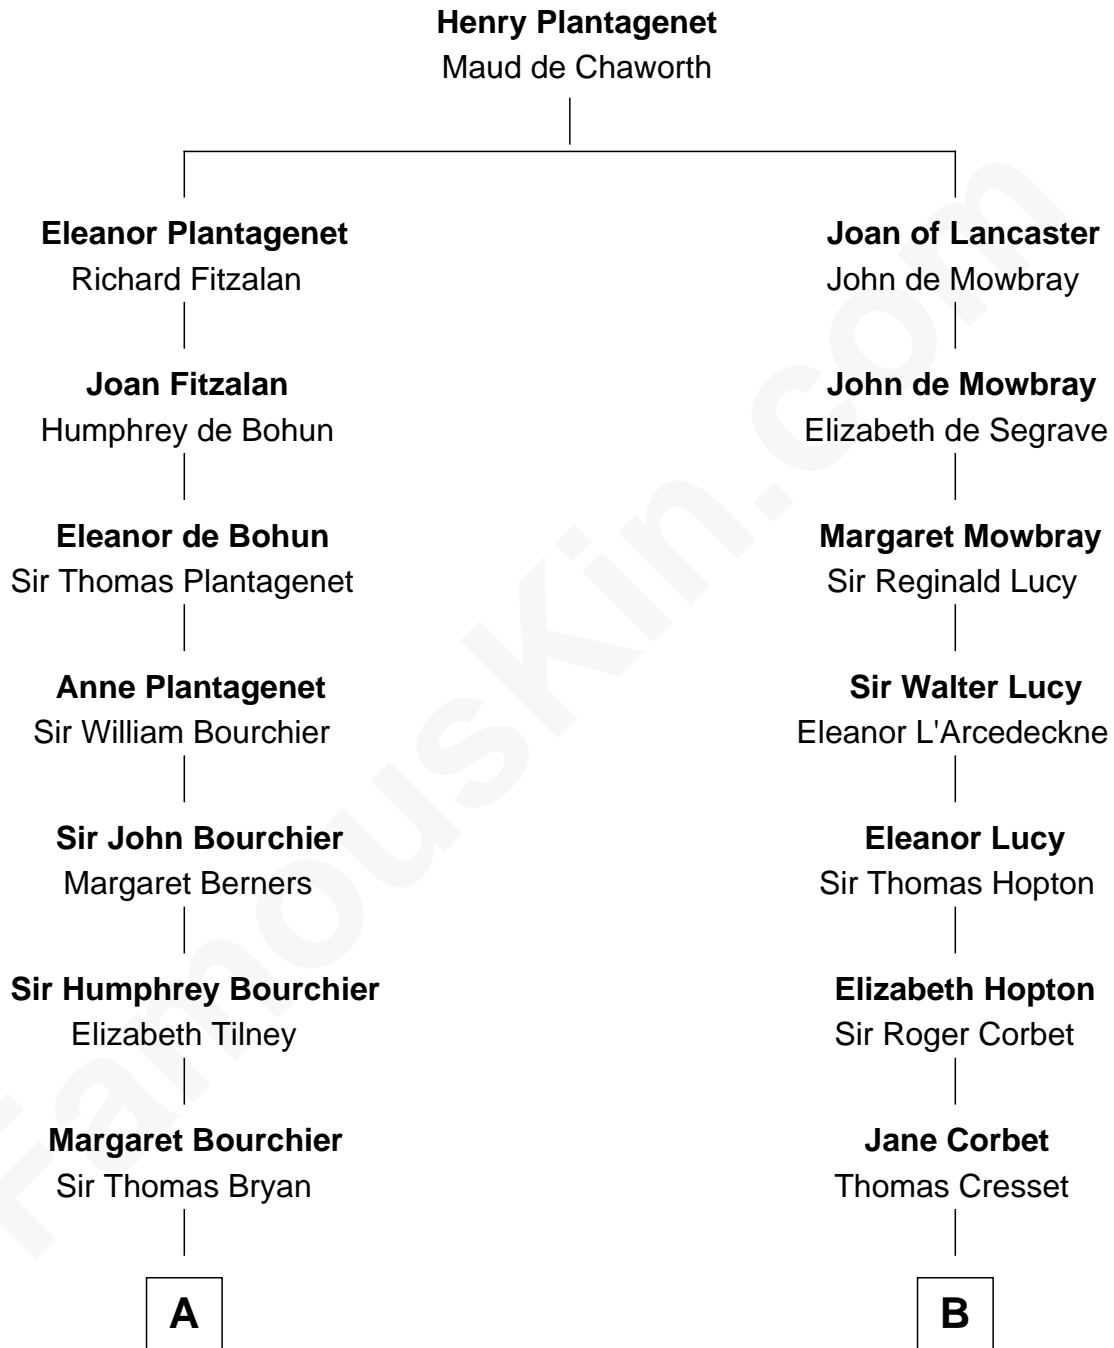 Henry Plantagenet
Maud de Chaworth
Eleanor Plantagenet
Richard Fitzalan
Joan Fitzalan
Humphrey de Bohun
Eleanor de Bohun
Sir Thomas Plantagenet
Anne Plantagenet
Sir William Bourchier
Sir John Bourchier
Margaret Berners
Sir Humphrey Bourchier
Elizabeth Tilney
Margaret Bourchier
Sir Thomas Bryan
A
Joan of Lancaster
John de Mowbray
John de Mowbray
Elizabeth de Segrave
Margaret Mowbray
Sir Reginald Lucy
Sir Walter Lucy
Eleanor L'Arcedeckne
Eleanor Lucy
Sir Thomas Hopton
Elizabeth Hopton
Sir Roger Corbet
Jane Corbet
Thomas Cresset
B
FamousKin.com